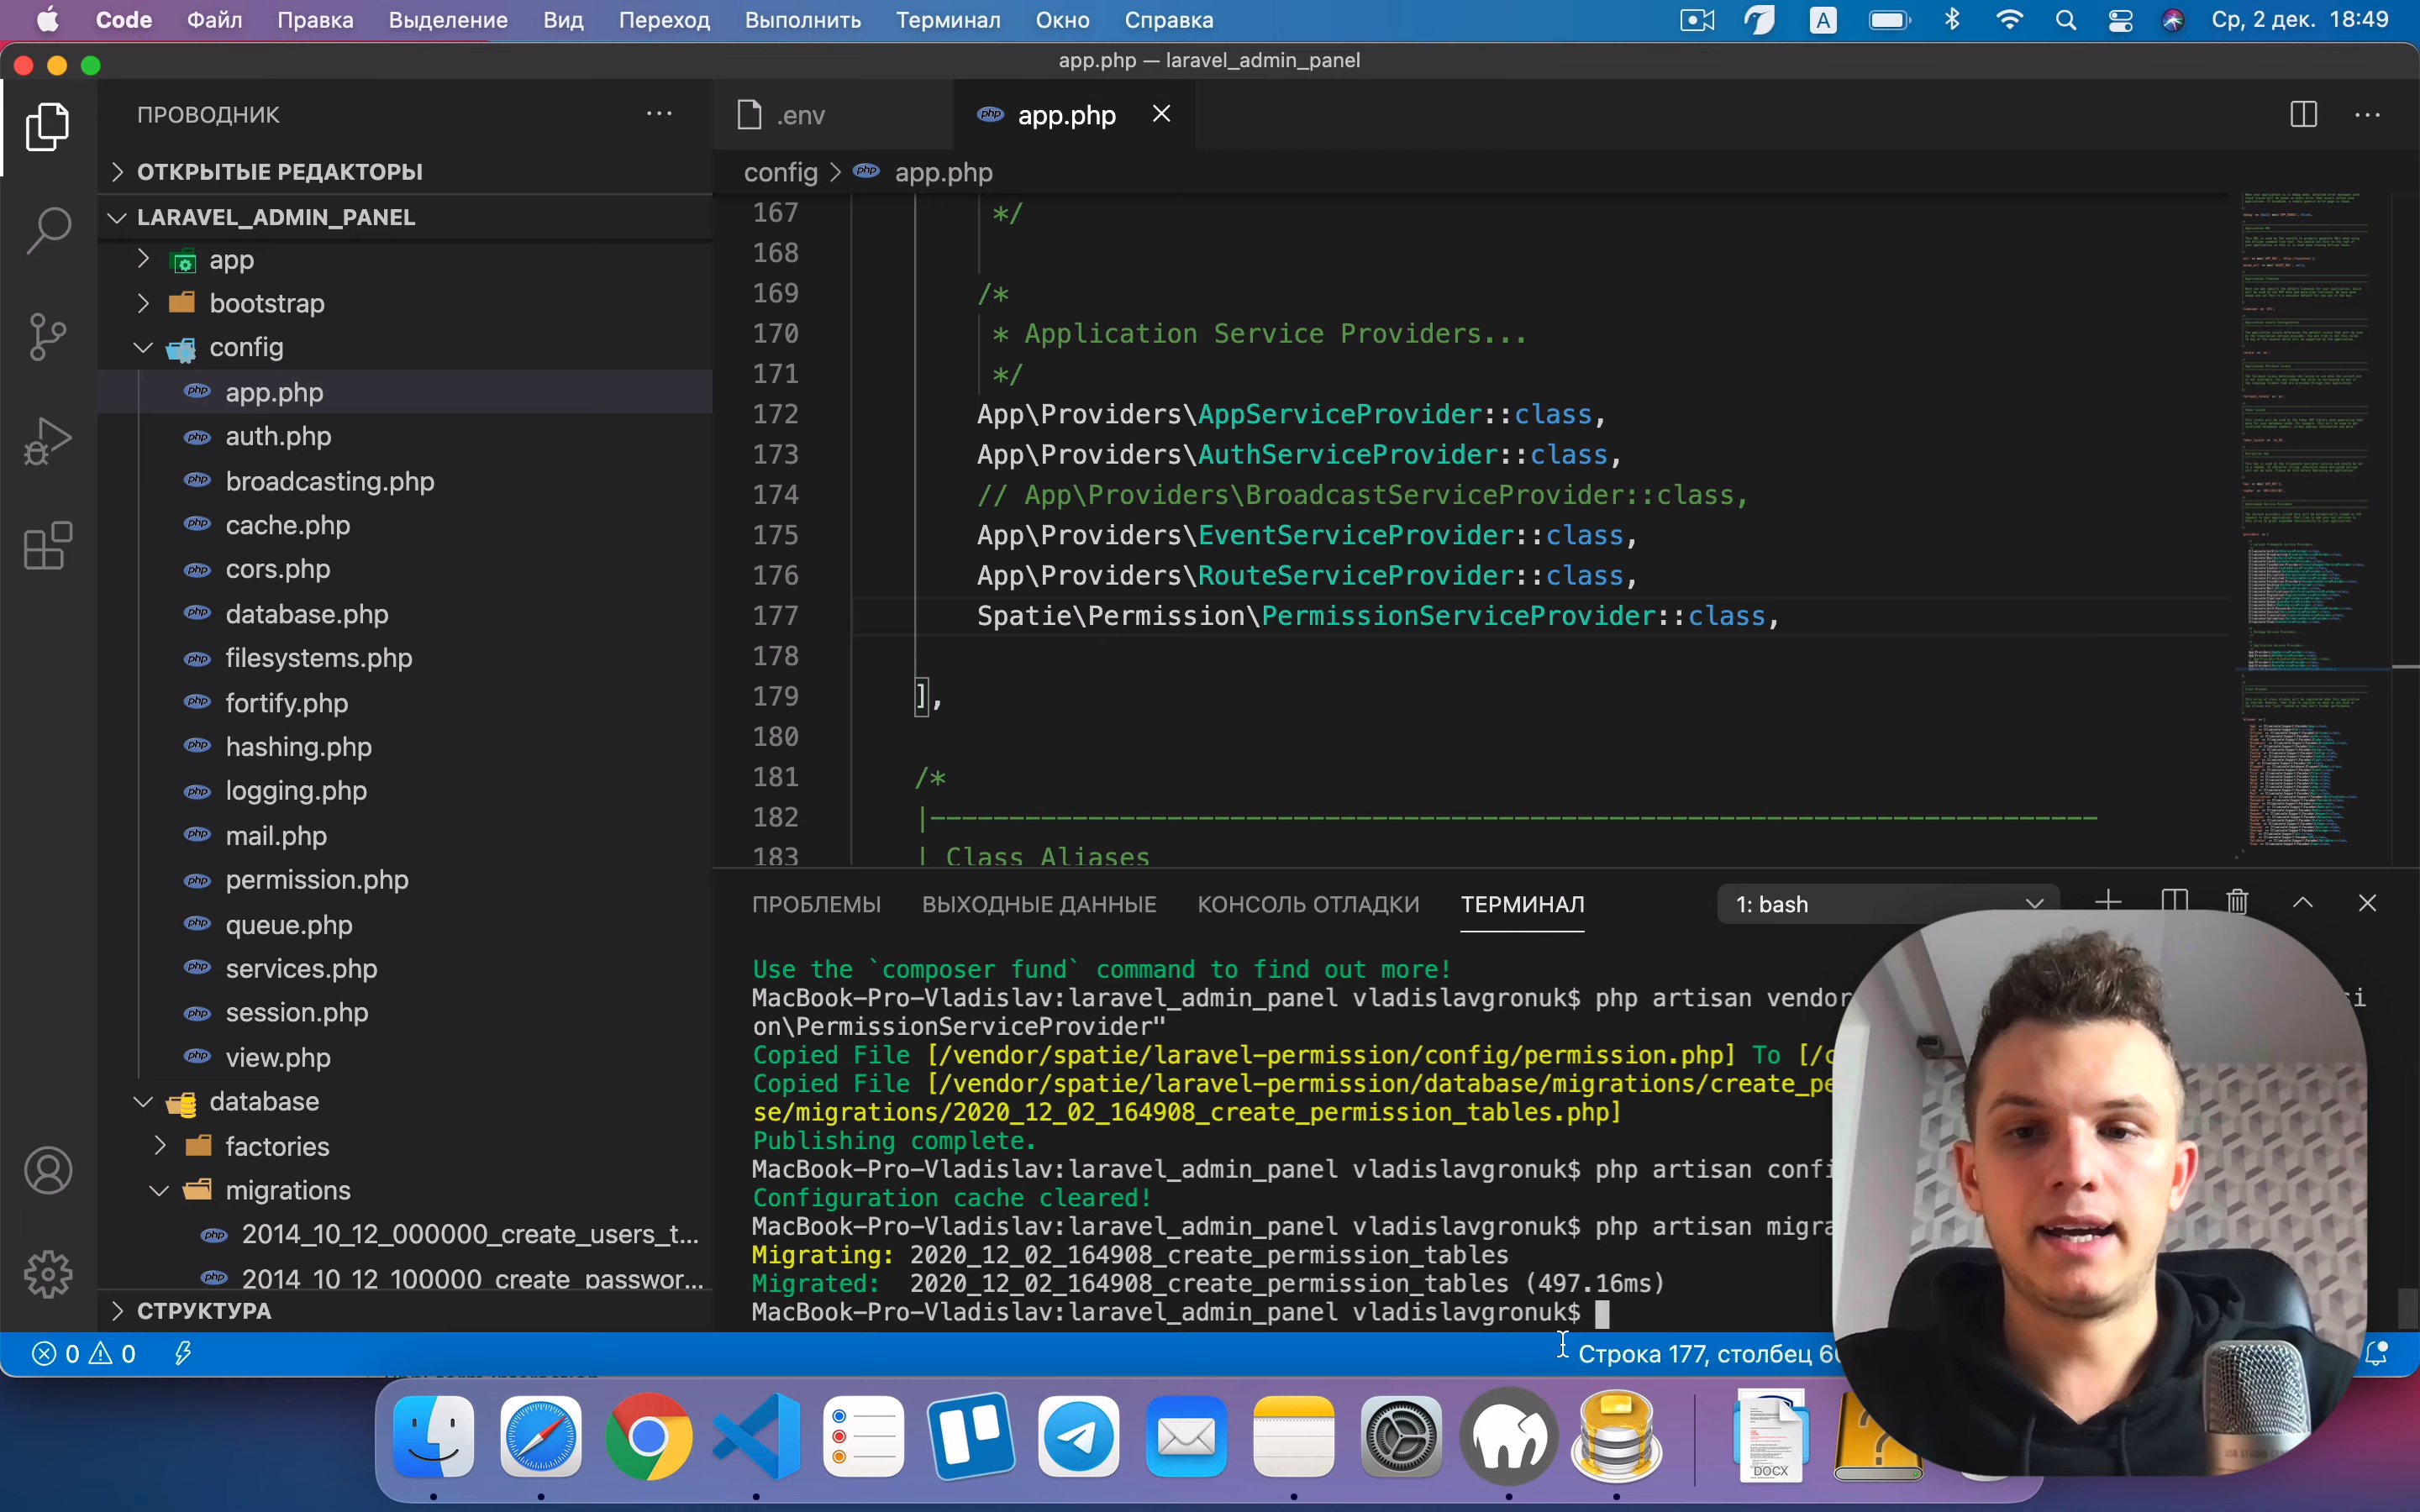 Code Файл Правка Выделение Вид Переход Выполнить Терминал Окно Справка
A
Ср, 2 дек. 18:49
app.php — laravel_admin_panel
ПРОВОДНИК
ОТКРЫТЫЕ РЕДАКТОРЫ
LARAVEL_ADMIN_PANEL
app
bootstrap
config
app.php
auth.php
broadcasting.php
cache.php
cors.php
database.php
filesystems.php
fortify.php
hashing.php
logging.php
mail.php
permission.php
queue.php
services.php
session.php
view.php
database
factories
migrations
2014_10_12_000000_create_users_t...
2014_10_12_100000_create_passwor...
СТРУКТУРА
.env
app.php
config > app.php
167 */
168
169 /*
170 * Application Service Providers...
171 */
172 App\Providers\AppServiceProvider::class,
173 App\Providers\AuthServiceProvider::class,
174 // App\Providers\BroadcastServiceProvider::class,
175 App\Providers\EventServiceProvider::class,
176 App\Providers\RouteServiceProvider::class,
177 Spatie\Permission\PermissionServiceProvider::class,
178
179 ],
180
181 /*
182 |--------------------------------------------------------------------------
183 | Class Aliases
ПРОБЛЕМЫ ВЫХОДНЫЕ ДАННЫЕ КОНСОЛЬ ОТЛАДКИ ТЕРМИНАЛ
1: bash
Use the `composer fund` command to find out more!
MacBook-Pro-Vladislav:laravel_admin_panel vladislavgronuk$ php artisan vendor si
on\PermissionServiceProvider"
Copied File [/vendor/spatie/laravel-permission/config/permission.php] To [/c
Copied File [/vendor/spatie/laravel-permission/database/migrations/create_pe
se/migrations/2020_12_02_164908_create_permission_tables.php]
Publishing complete.
MacBook-Pro-Vladislav:laravel_admin_panel vladislavgronuk$ php artisan confi
Configuration cache cleared!
MacBook-Pro-Vladislav:laravel_admin_panel vladislavgronuk$ php artisan migra
Migrating: 2020_12_02_164908_create_permission_tables
Migrated: 2020_12_02_164908_create_permission_tables (497.16ms)
MacBook-Pro-Vladislav:laravel_admin_panel vladislavgronuk$
0 0
Строка 177, столбец 6
DOCX